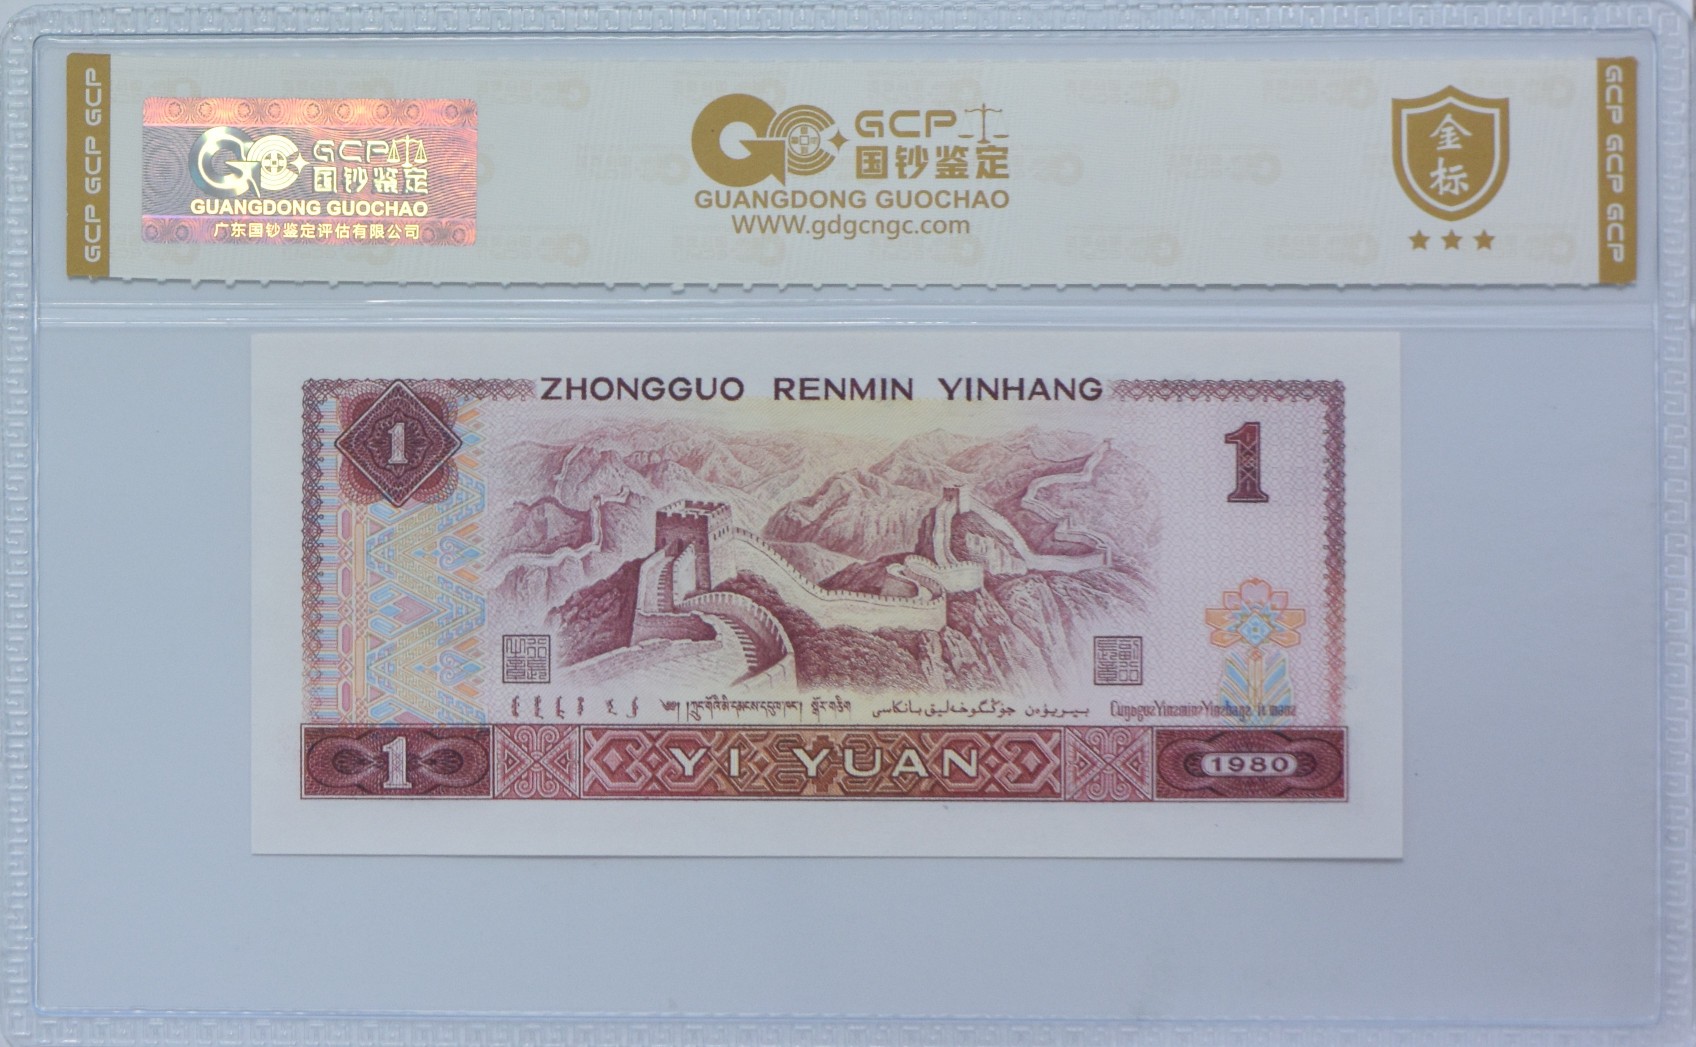 GCP GCP GCP
GCP
国钞鉴定
GUANGDONG GUOCHAO
广东国钞鉴定评估有限公司
GCP
国钞鉴定
GUANGDONG GUOCHAO
WWW.gdgcngc.com
金标
GCP GCP GCP
ZHONGGUO RENMIN YINHANG
1
1
1
YI YUAN
1980